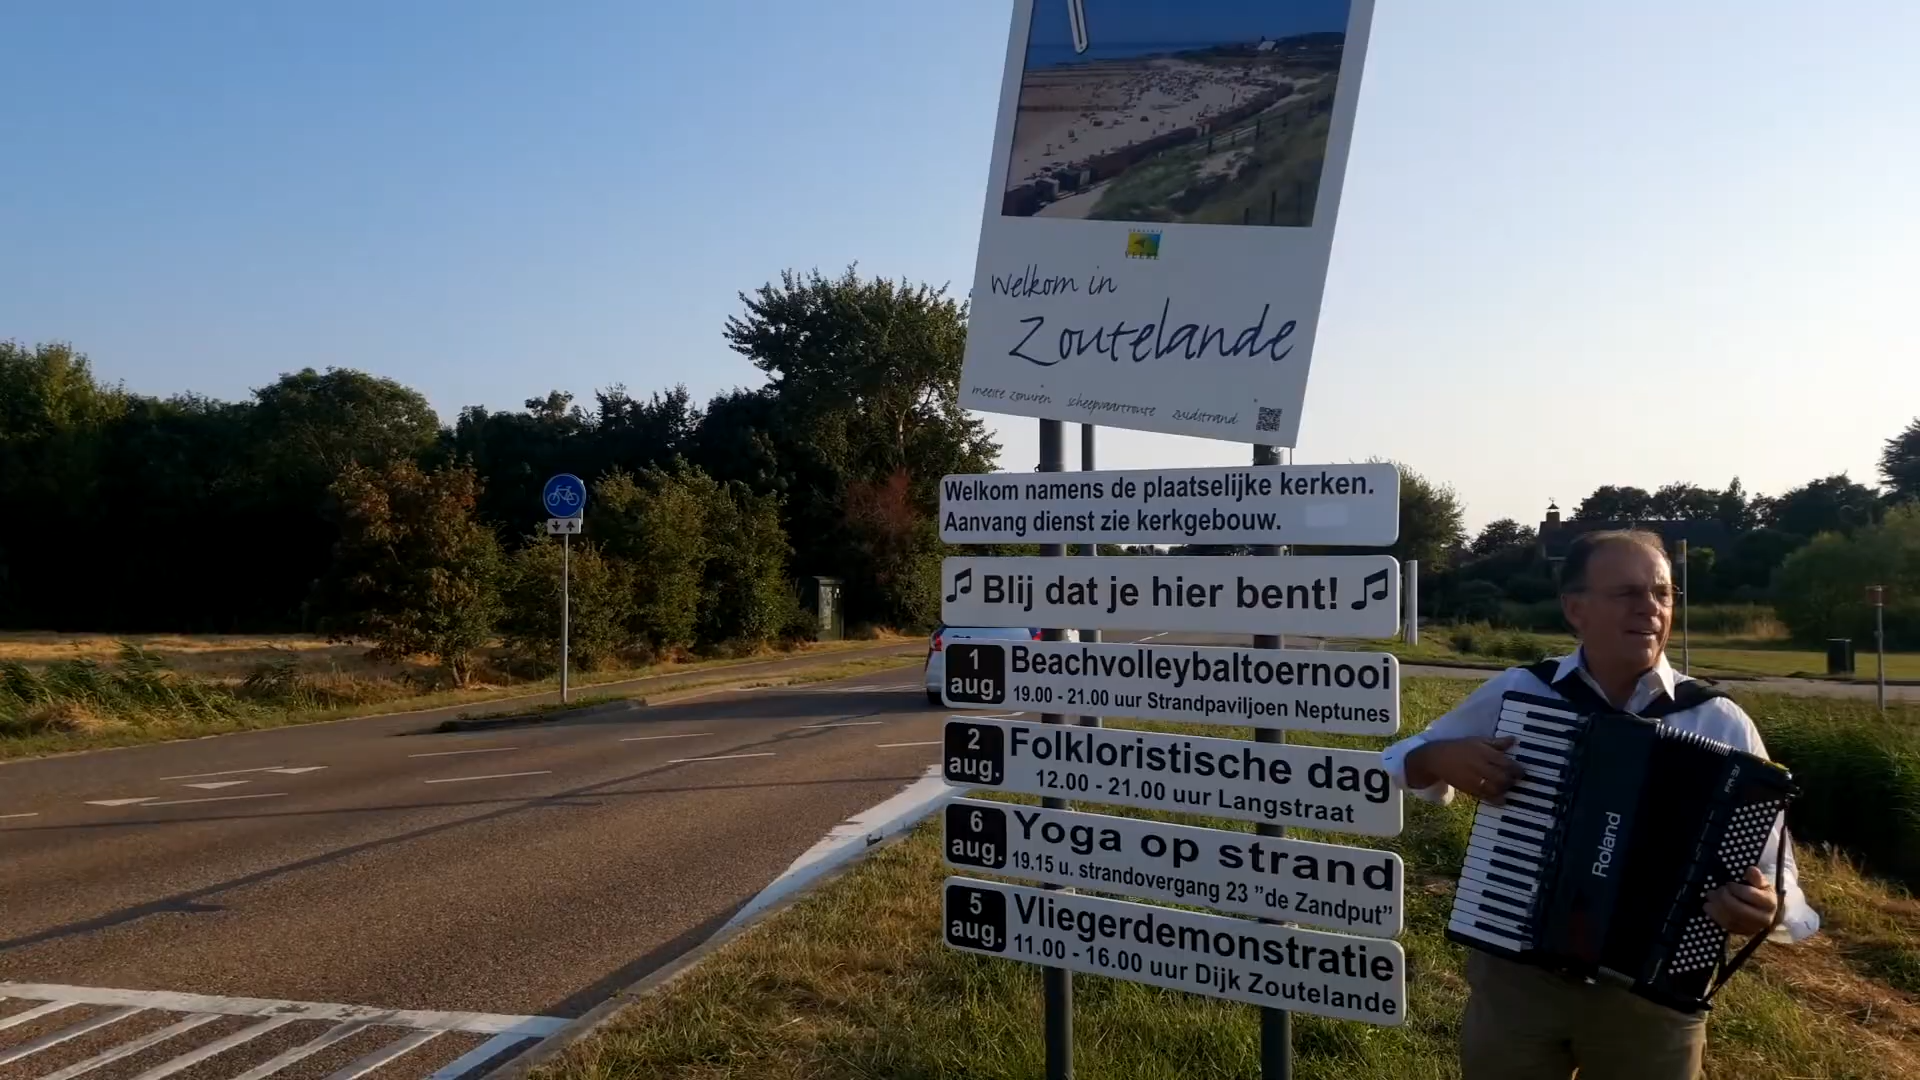 Welkom in
Zoutelande
meeste zonuren scheepvaartroute zuidstrand
Welkom namens de plaatselijke kerken.
Aanvang dienst zie kerkgebouw.
Blij dat je hier bent!
1 aug. Beachvolleybaltoernooi
19.00 - 21.00 uur Strandpaviljoen Neptunes
2 aug. Folkloristische dag
12.00 - 21.00 uur Langstraat
6 aug. Yoga op strand
19.15 u. strandovergang 23 "de Zandput"
5 aug. Vliegerdemonstratie
11.00 - 16.00 uur Dijk Zoutelande
Roland